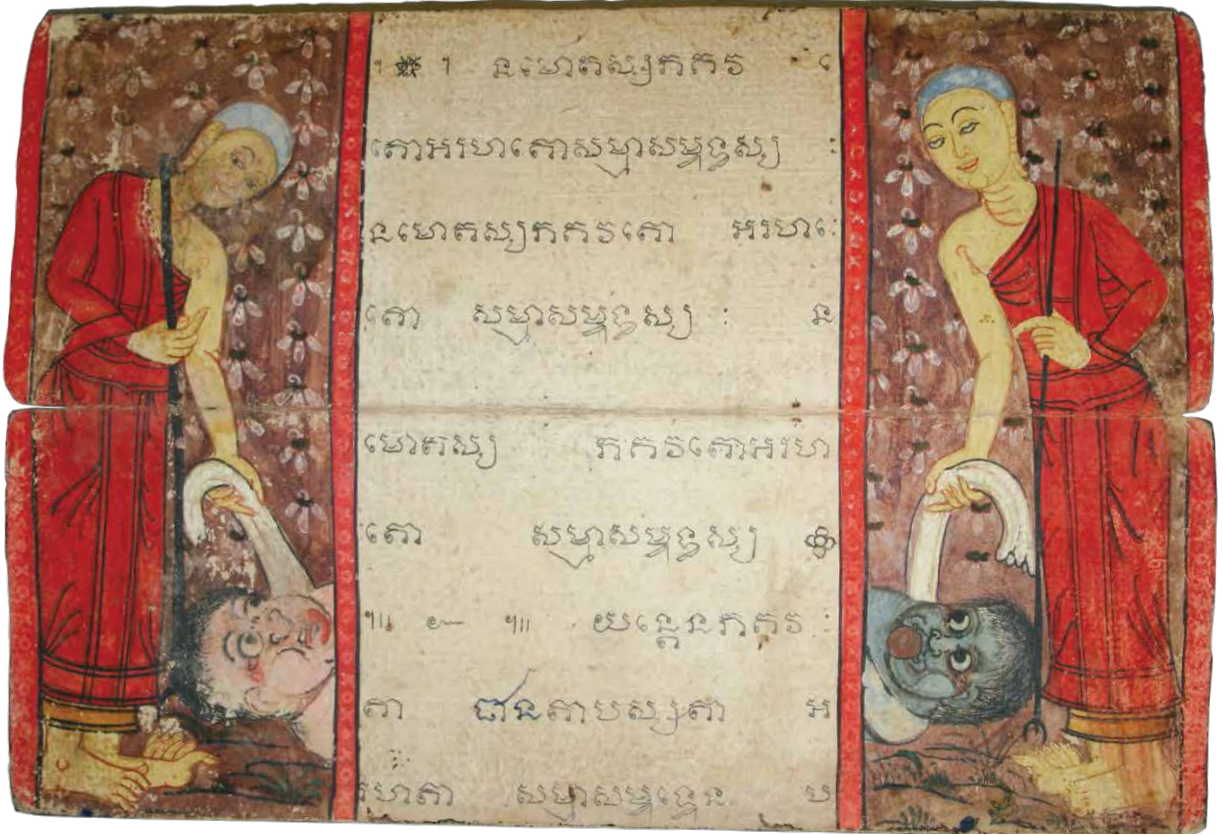 នមោតស្សភគវ
តោអរហតោសម្មាសម្ពុទ្ធស្ស ៈ
នមោតស្សភគវតោ អរហ
តោ សម្មាសម្ពុទ្ធស្ស ៈ ន
មោតស្ស ភគវតោអរហ
តោ សម្មាសម្ពុទ្ធស្ស
យន្តេនភគវ ៈ
តា ជានតាបស្សតា អ
រហតា សម្មាសម្ពុទ្ធេន ប